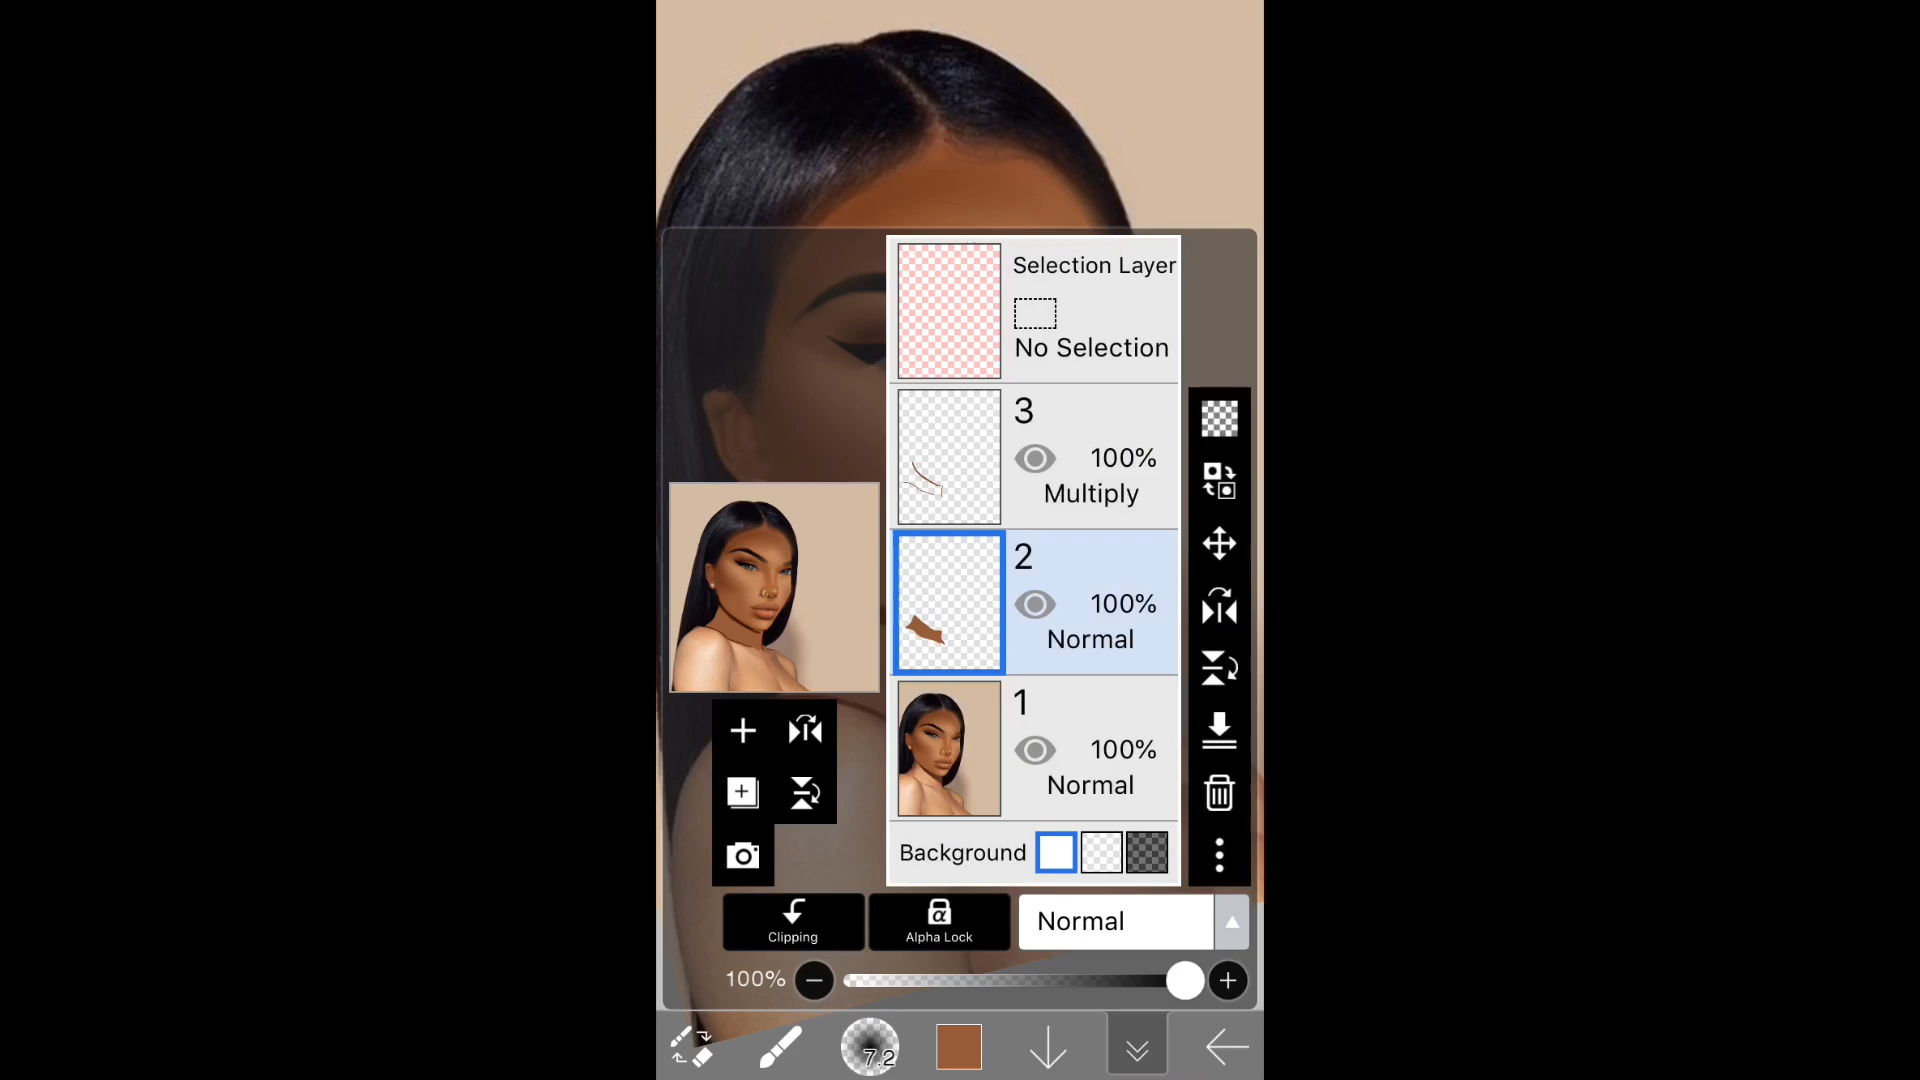 Selection Layer
No Selection
3
100%
Multiply
2
100%
Normal
1
100%
Normal
Background
Clipping
α
Alpha Lock
Normal
100%
7.2